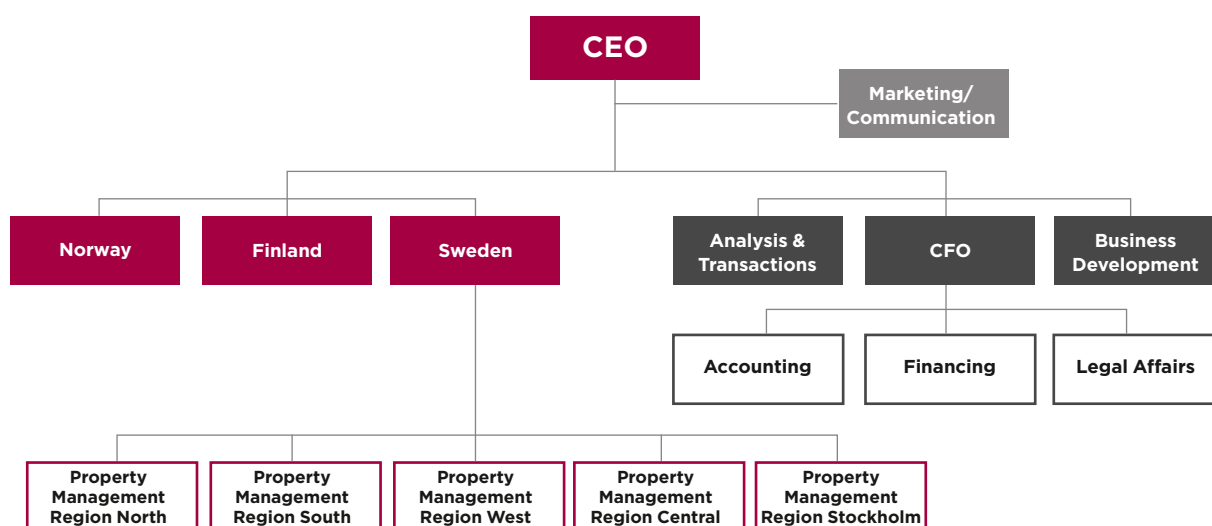 CEO
Marketing/
Communication
Norway
Finland
Sweden
Analysis &
Transactions
CFO
Business
Development
Accounting
Financing
Legal Affairs
Property
Management
Region North
Property
Management
Region South
Property
Management
Region West
Property
Management
Region Central
Property
Management
Region Stockholm